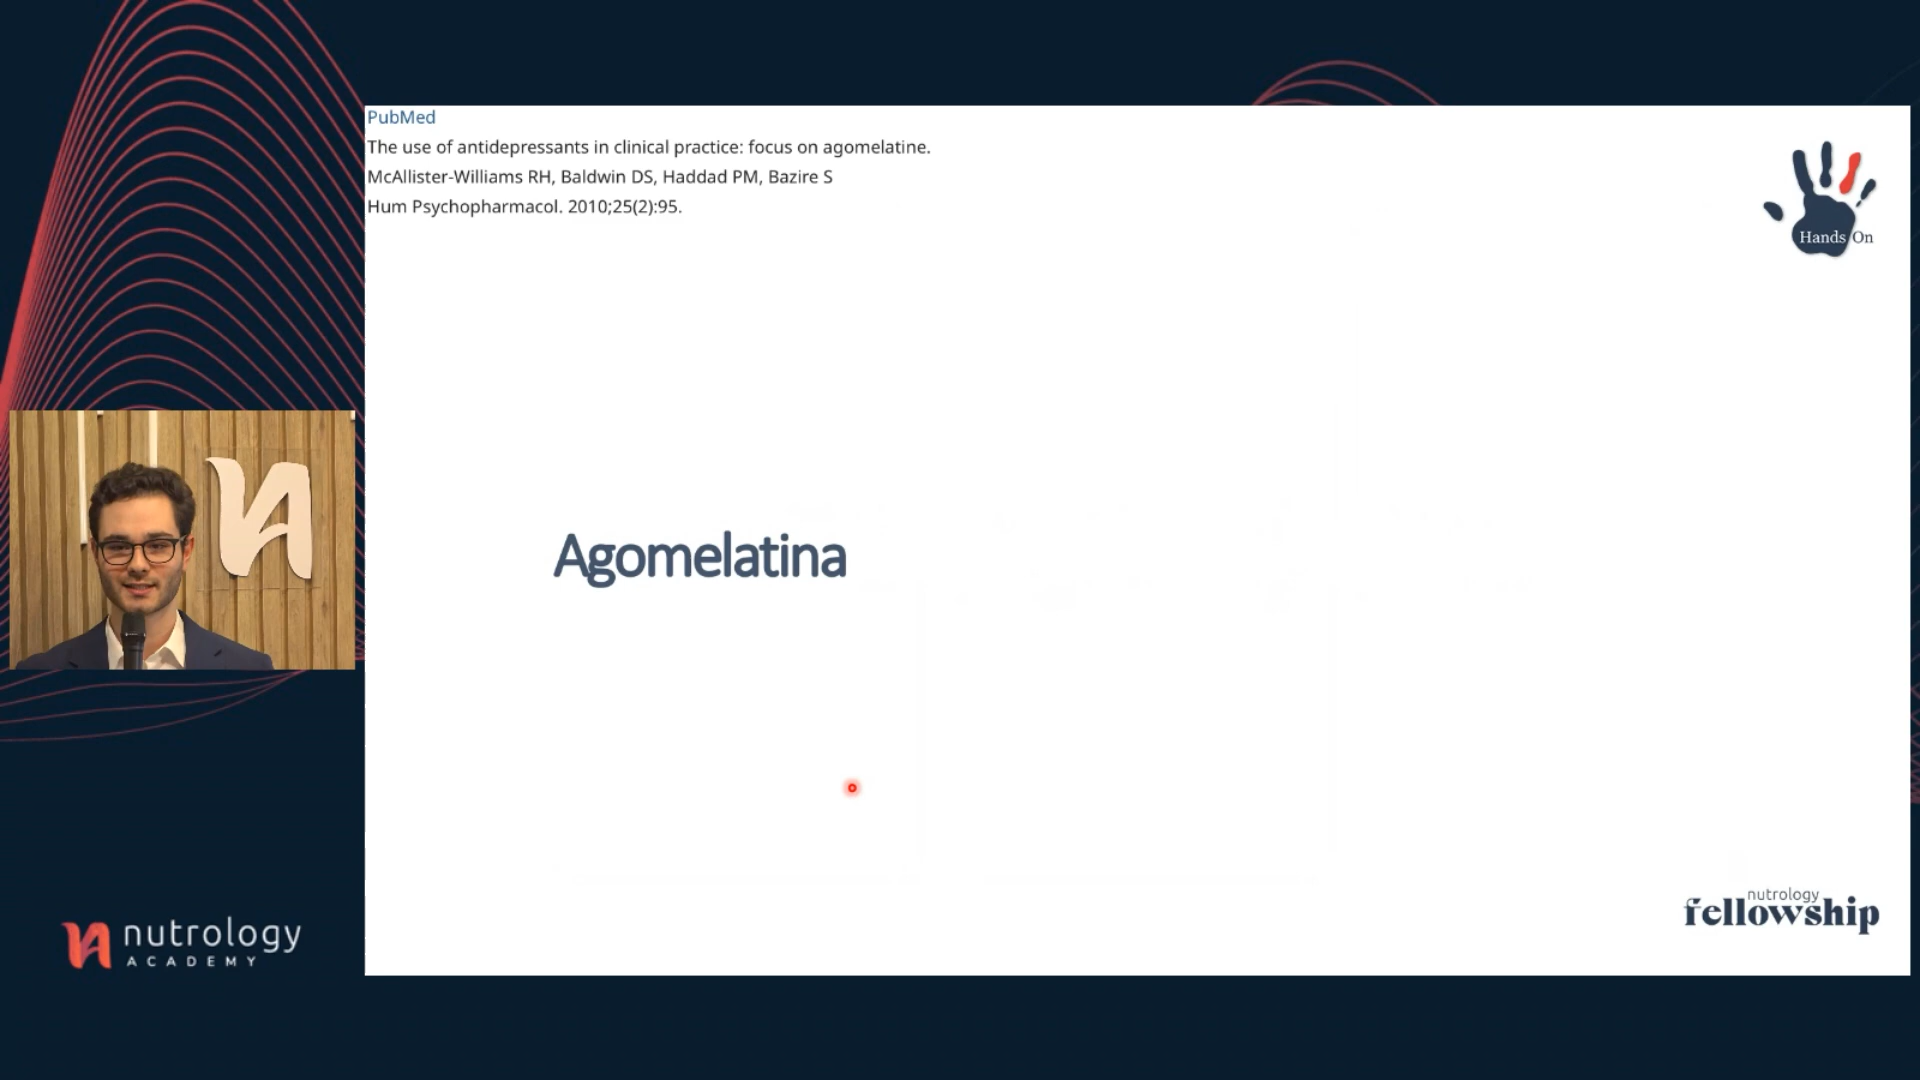 PubMed
The use of antidepressants in clinical practice: focus on agomelatine.
McAllister-Williams RH, Baldwin DS, Haddad PM, Bazire S
Hum Psychopharmacol. 2010;25(2):95.
Hands On
Agomelatina
nutrology
fellowship
nutrology
ACADEMY